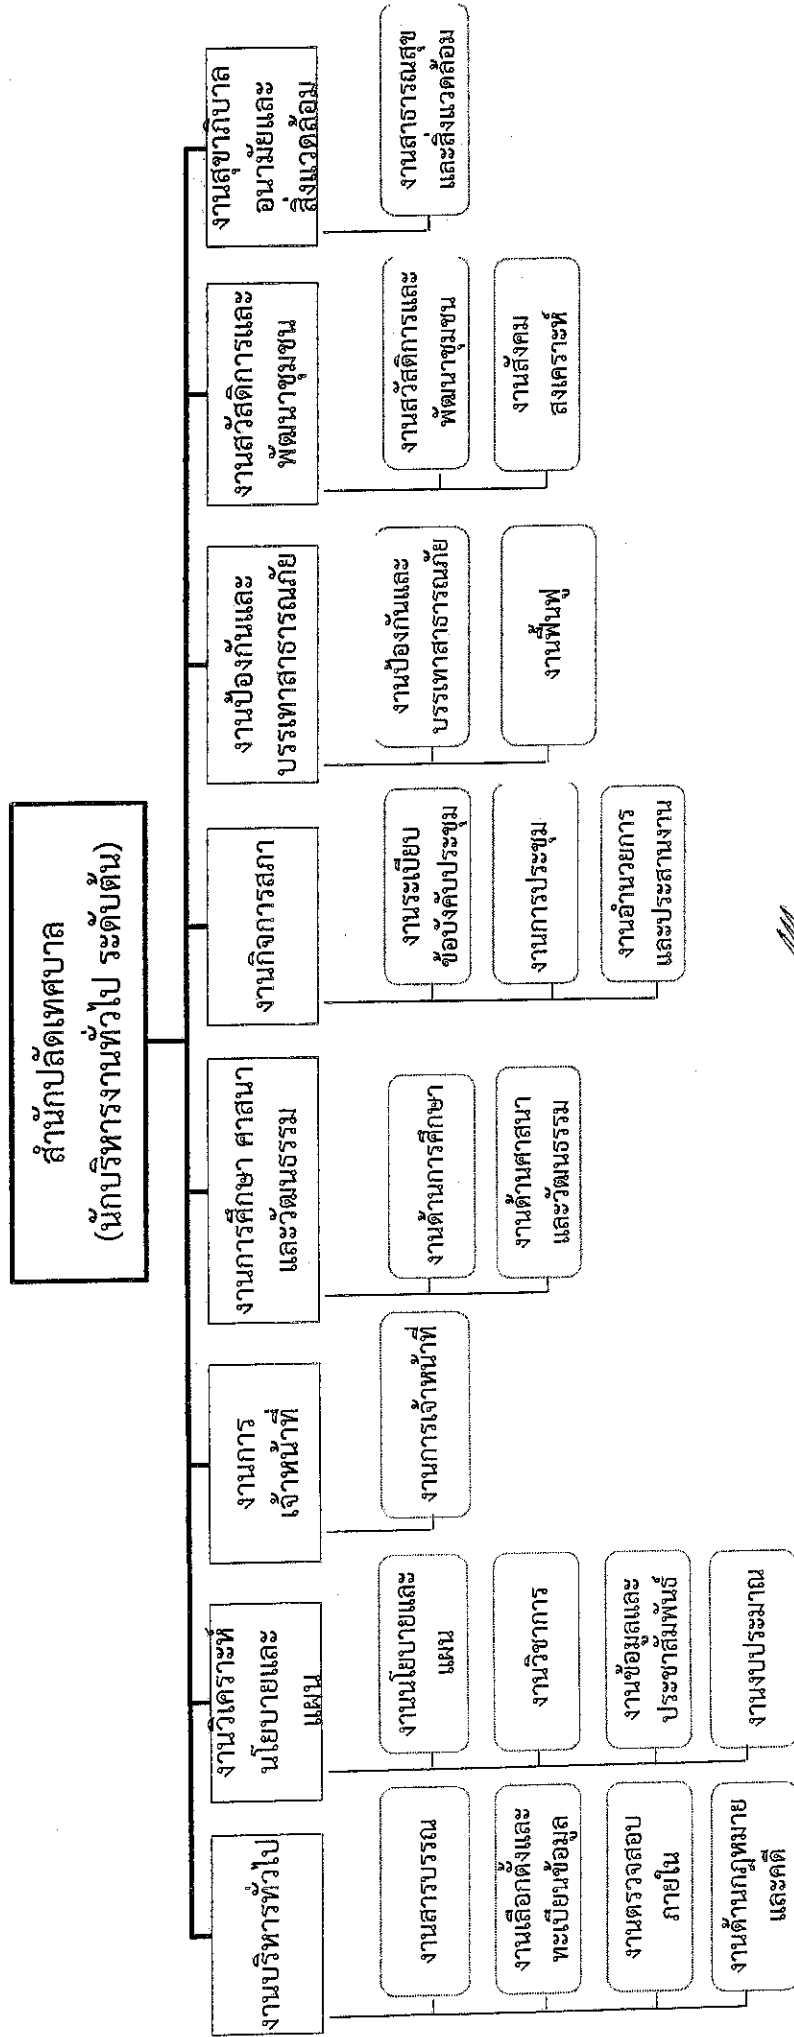 สำนักปลัดเทศบาล
(นักบริหารงานทั่วไป ระดับต้น)
งานบริหารทั่วไป
งานสารบรรณ
งานเลือกตั้งและ
ทะเบียนข้อมูล
งานตรวจสอบ
ภายใน
งานด้านกฎหมาย
และคดี
งานวิเคราะห์
นโยบายและ
แผน
งานนโยบายและ
แผน
งานวิชาการ
งานข้อมูลและ
ประชาสัมพันธ์
งานงบประมาณ
งานการ
เจ้าหน้าที่
งานการเจ้าหน้าที่
งานการศึกษา ศาสนา
และวัฒนธรรม
งานด้านการศึกษา
งานด้านศาสนา
และวัฒนธรรม
งานกิจการสภา
งานระเบียบ
ข้อบังคับประชุม
งานการประชุม
งานอำนวยการ
และประสานงาน
งานป้องกันและ
บรรเทาสาธารณภัย
งานป้องกันและ
บรรเทาสาธารณภัย
งานฟื้นฟู
งานสวัสดิการและ
พัฒนาชุมชน
งานสวัสดิการและ
พัฒนาชุมชน
งานสังคม
สงเคราะห์
งานสุขาภิบาล
อนามัยและ
สิ่งแวดล้อม
งานสาธารณสุข
และสิ่งแวดล้อม